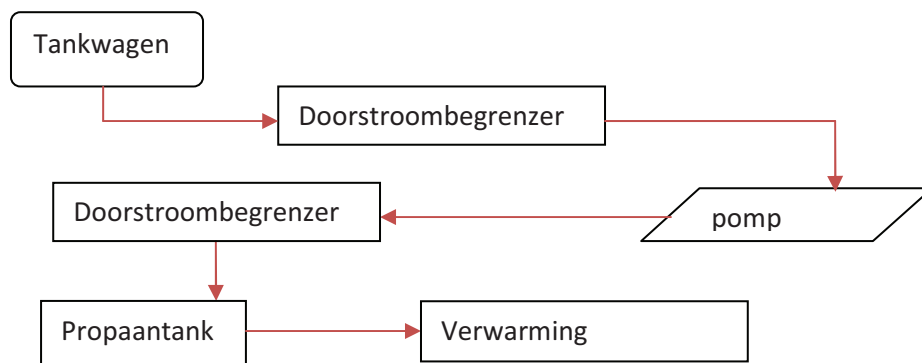 Tankwagen
Doorstroombegrenzer
Doorstroombegrenzer
pomp
Propaantank
Verwarming